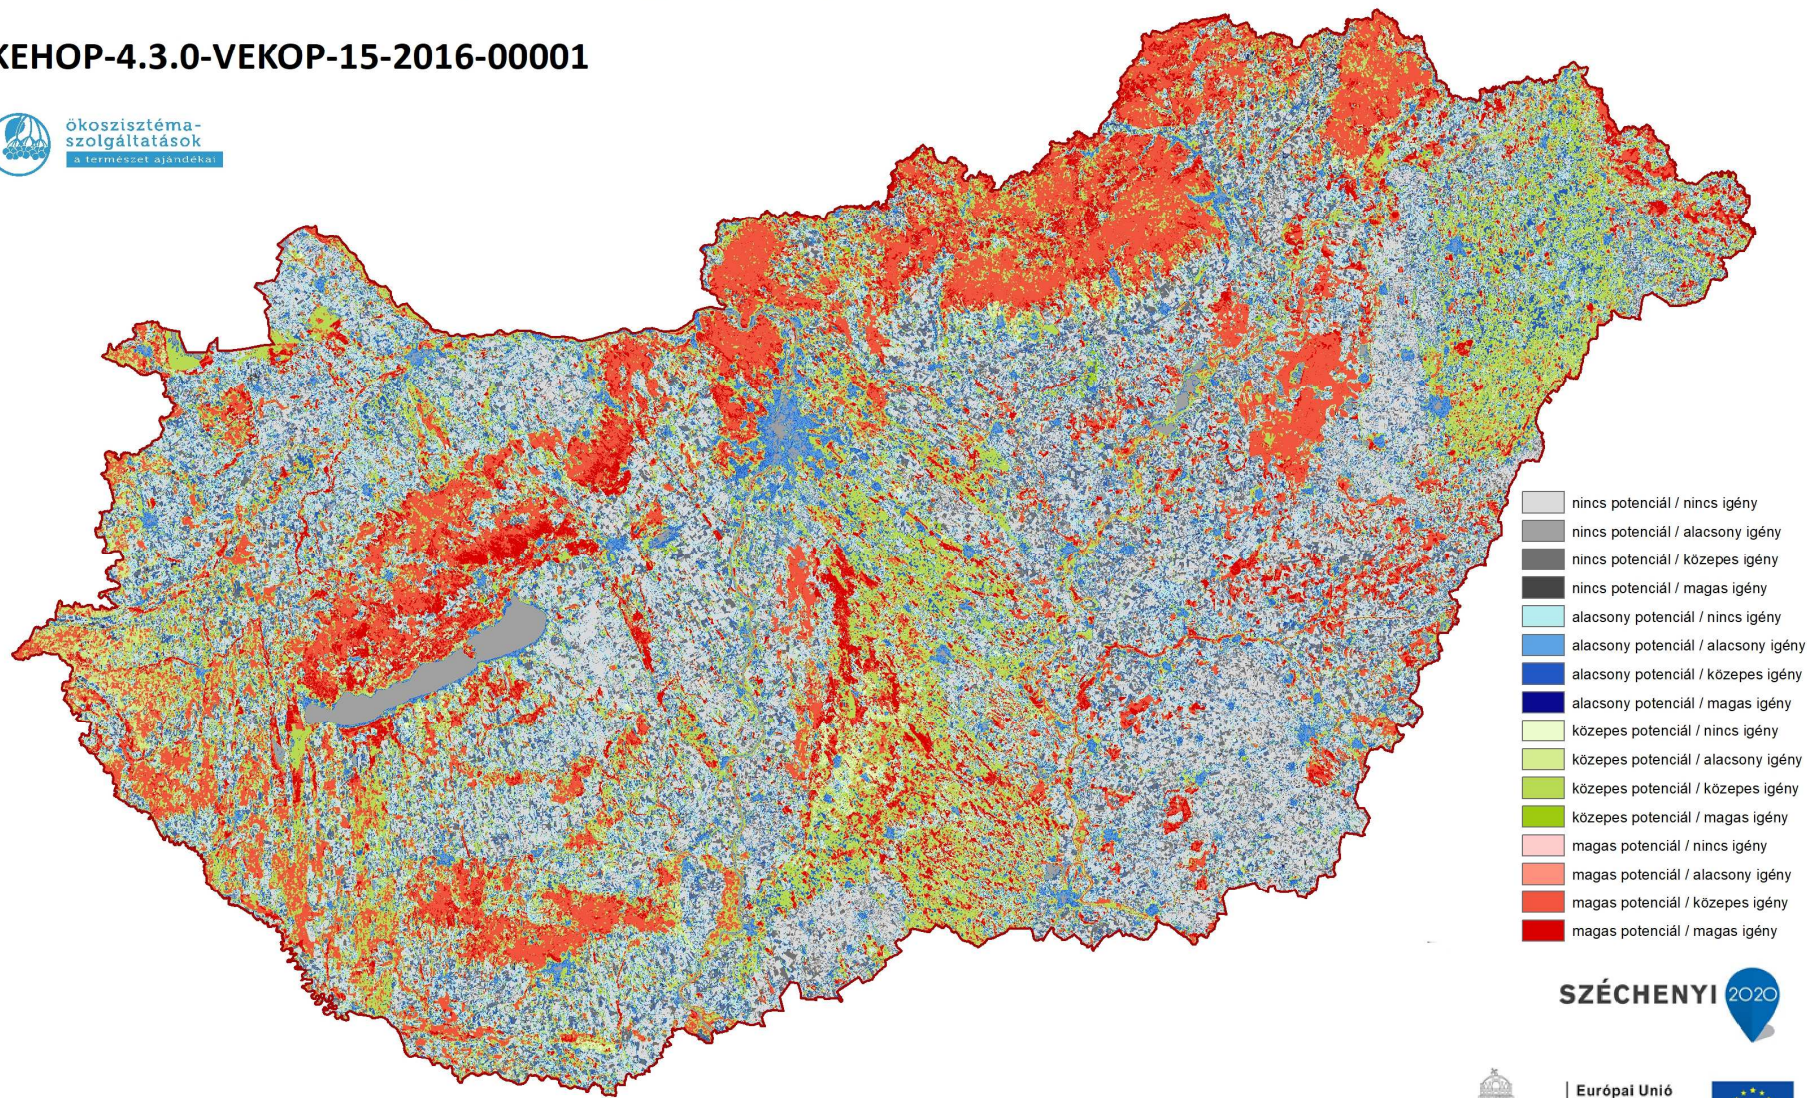 KEHOP-4.3.0-VEKOP-15-2016-00001
ökoszisztéma-
szolgáltatások
a természet ajándékai
nincs potenciál / nincs igény
nincs potenciál / alacsony igény
nincs potenciál / közepes igény
nincs potenciál / magas igény
alacsony potenciál / nincs igény
alacsony potenciál / alacsony igény
alacsony potenciál / közepes igény
alacsony potenciál / magas igény
közepes potenciál / nincs igény
közepes potenciál / alacsony igény
közepes potenciál / közepes igény
közepes potenciál / magas igény
magas potenciál / nincs igény
magas potenciál / alacsony igény
magas potenciál / közepes igény
magas potenciál / magas igény
SZÉCHENYI 2020
Európai Unió